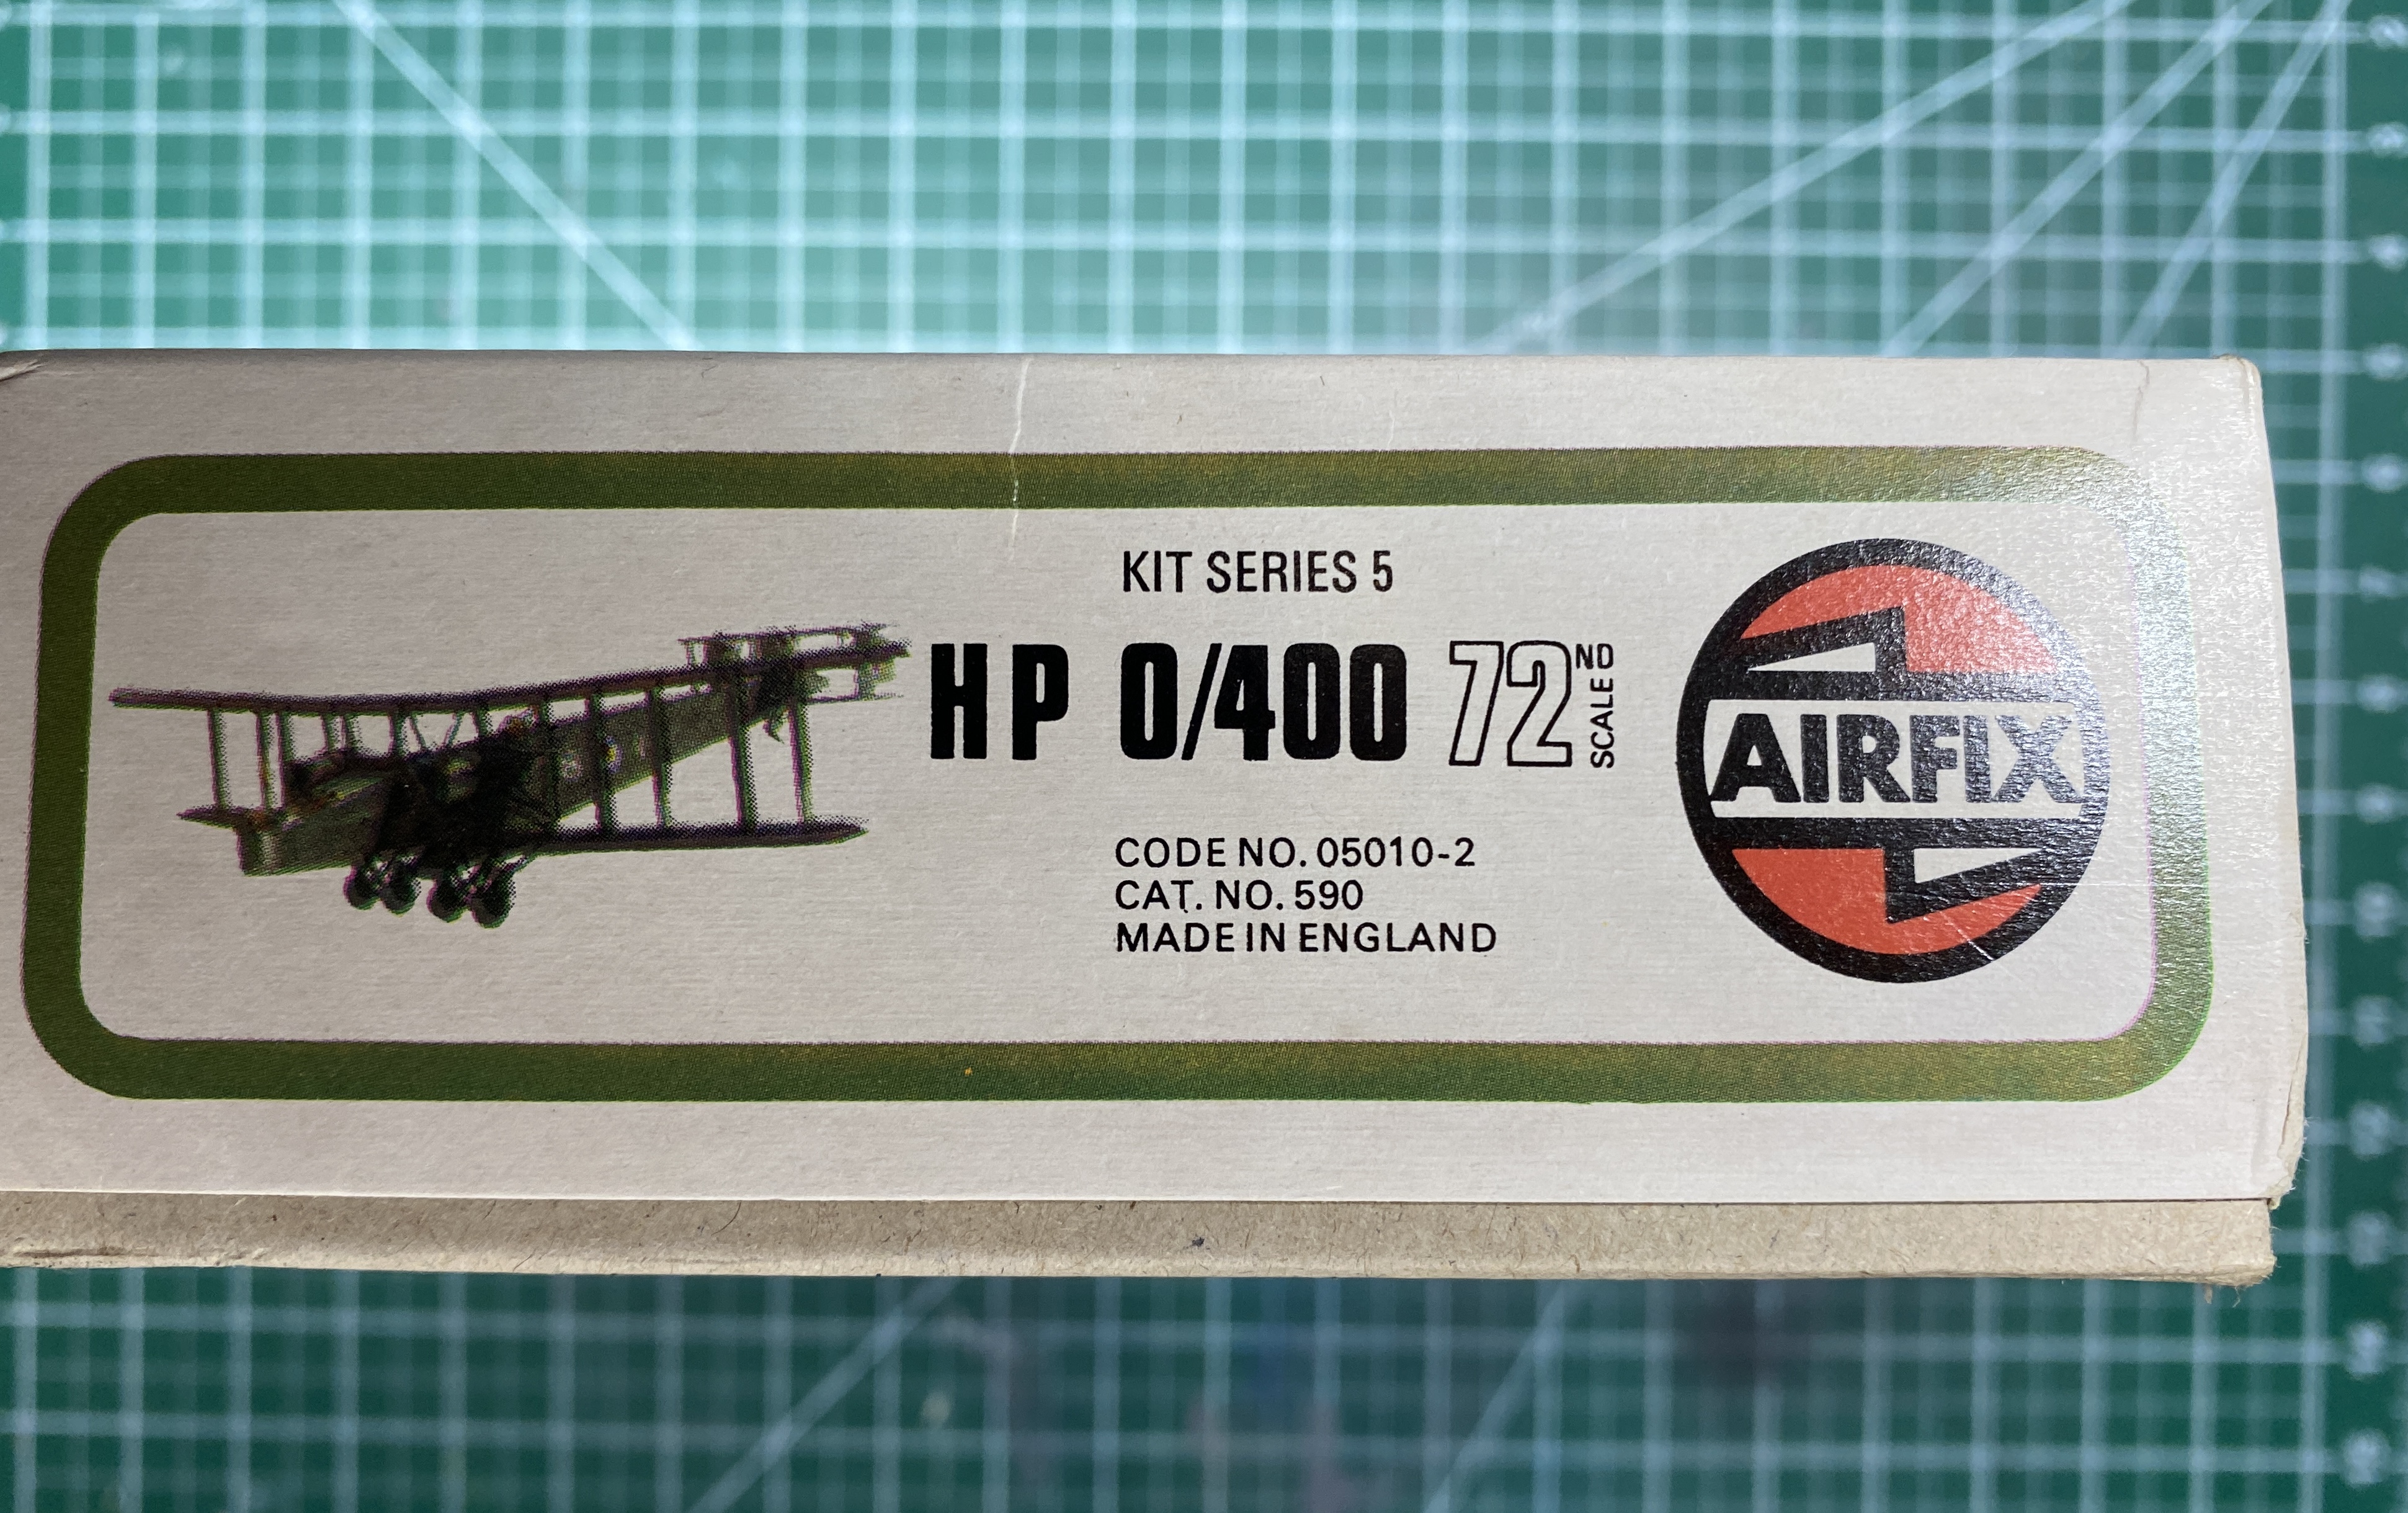 KIT SERIES 5
HP 0/400 72ND SCALE
AIRFIX
CODE NO. 05010-2
CAT. NO. 590
MADE IN ENGLAND